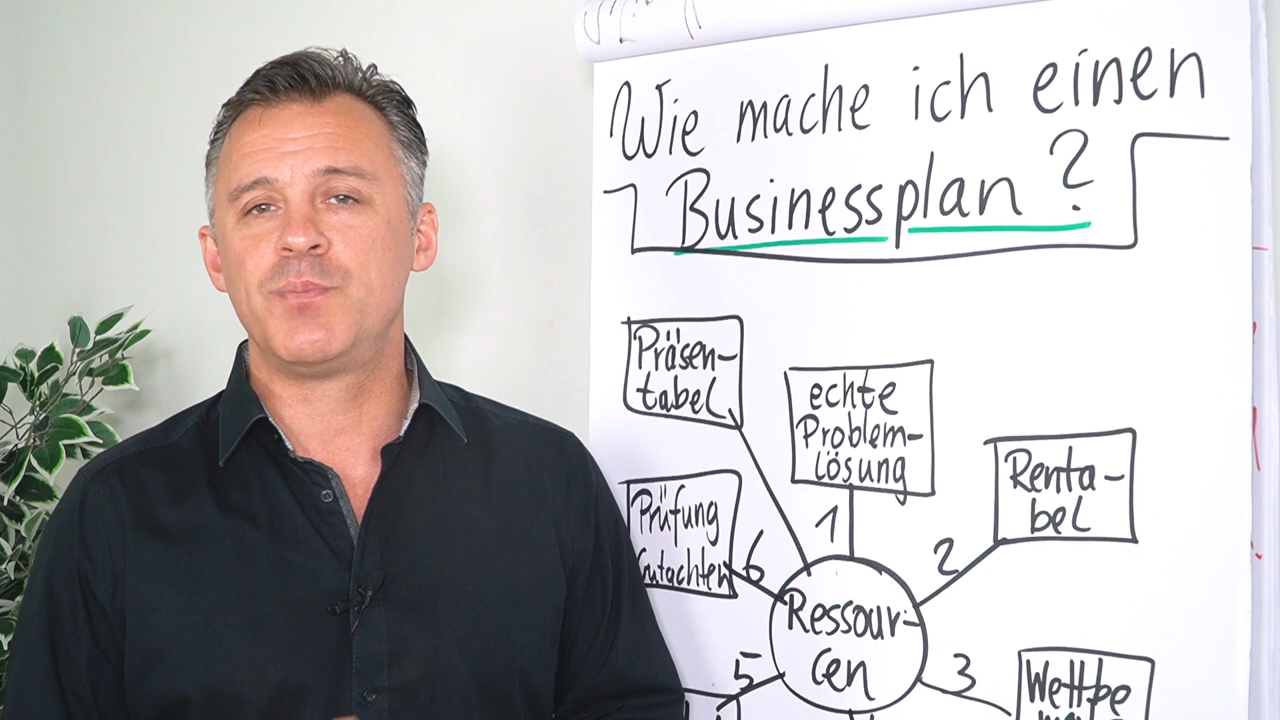 Wie mache ich einen
Businessplan?
Präsen-
tabel
echte
Problem-
lösung
Renta-
bel
Prüfung
Gutachten
1
2
6
Ressour-
cen
5
3